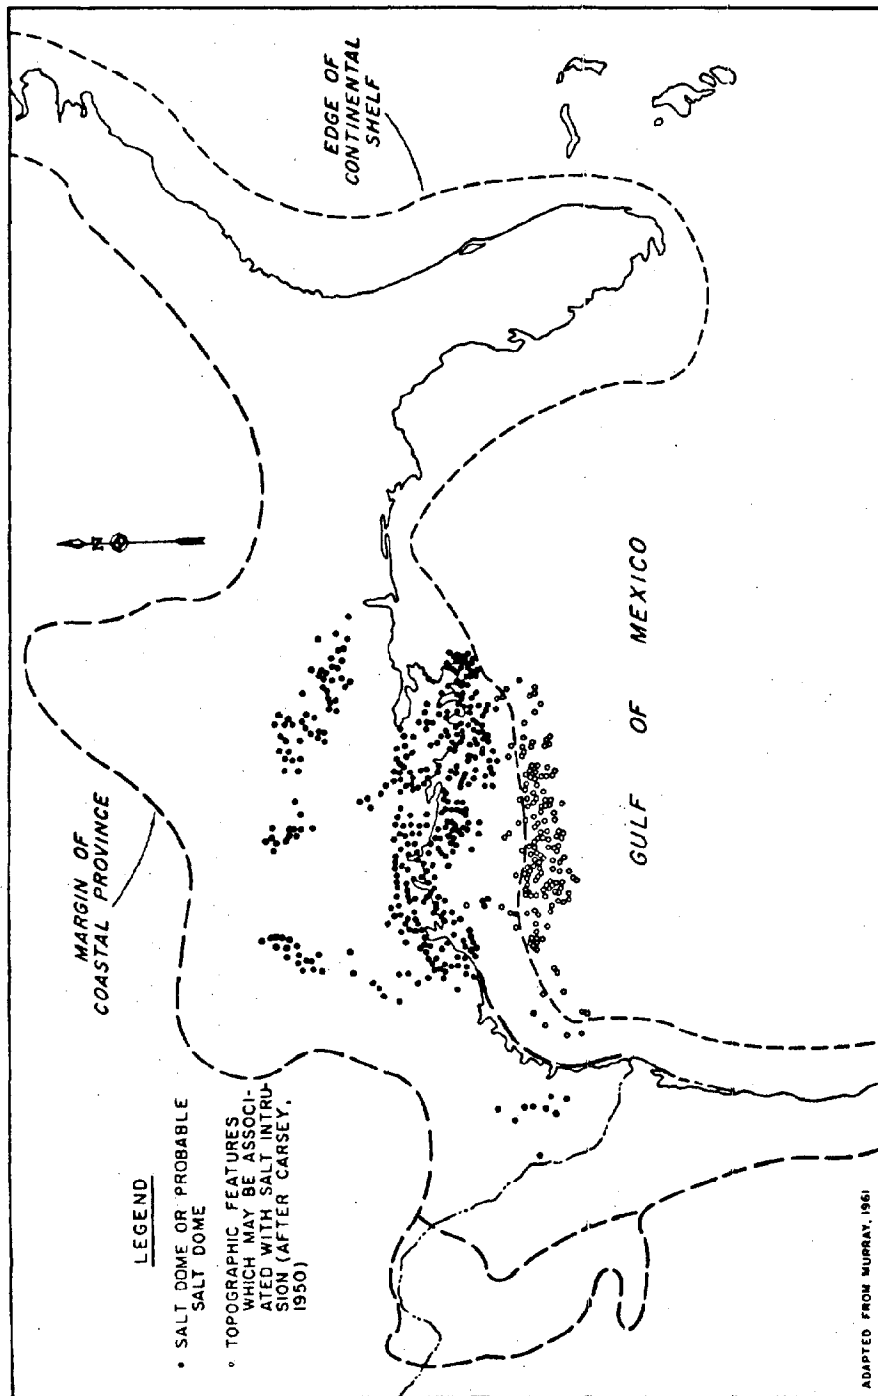 EDGE OF
CONTINENTAL
SHELF
N
MARGIN OF
COASTAL PROVINCE
GULF OF MEXICO
LEGEND
• SALT DOME OR PROBABLE
SALT DOME
° TOPOGRAPHIC FEATURES
WHICH MAY BE ASSOCI-
ATED WITH SALT INTRU-
SION (AFTER CARSEY,
1950)
ADAPTED FROM MURRAY, 1961